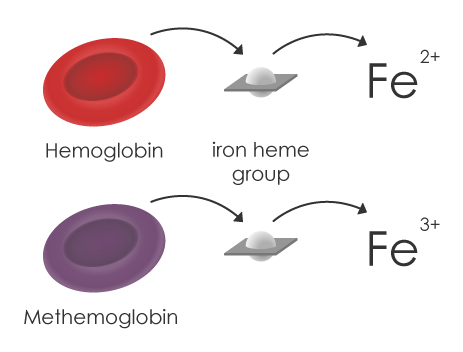 Fe²⁺
Hemoglobin
iron heme
group
Fe³⁺
Methemoglobin